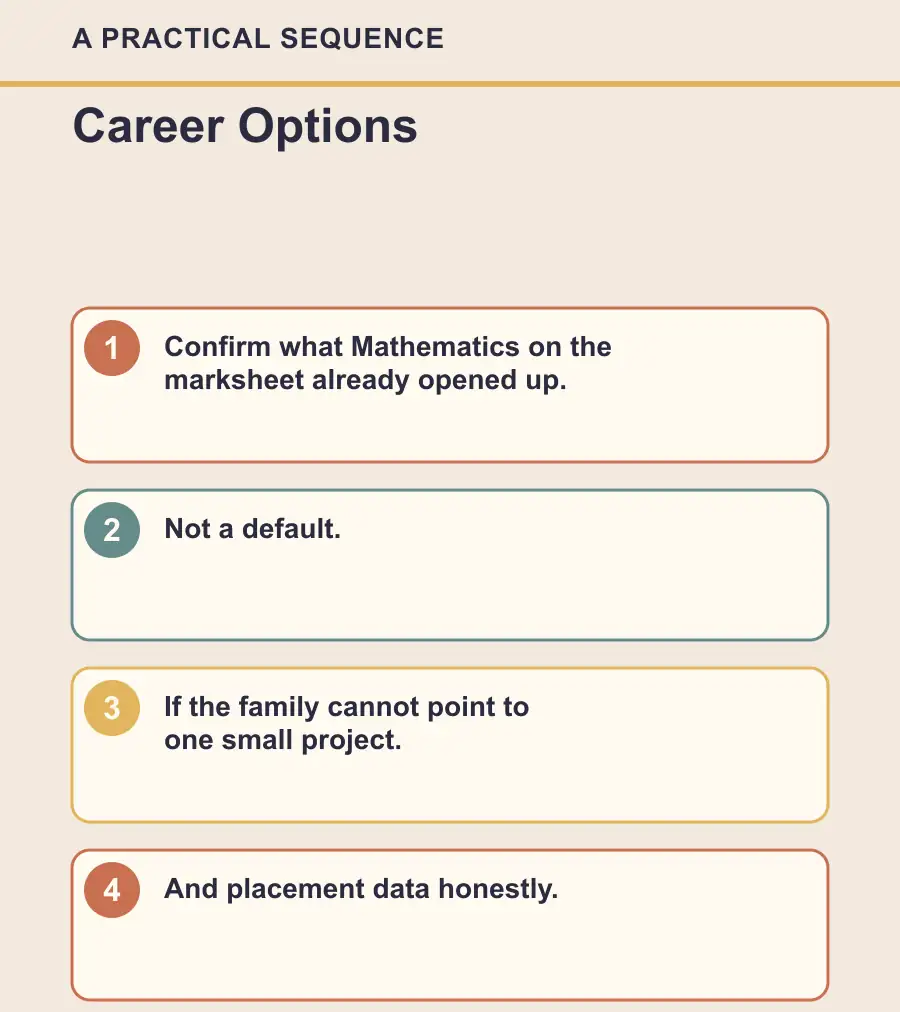 A PRACTICAL SEQUENCE
Career Options
1
Confirm what Mathematics on the
marksheet already opened up.
2
Not a default.
3
If the family cannot point to
one small project.
4
And placement data honestly.